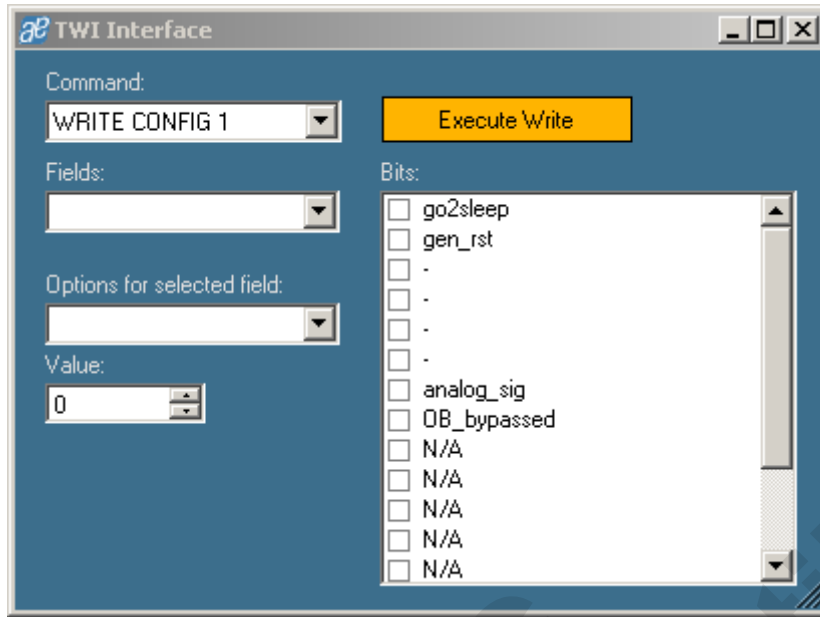 TWI Interface
Command:
WRITE CONFIG 1
Execute Write
Fields:
Options for selected field:
Value:
0
Bits:
go2sleep
gen_rst
-
-
-
-
analog_sig
OB_bypassed
N/A
N/A
N/A
N/A
N/A